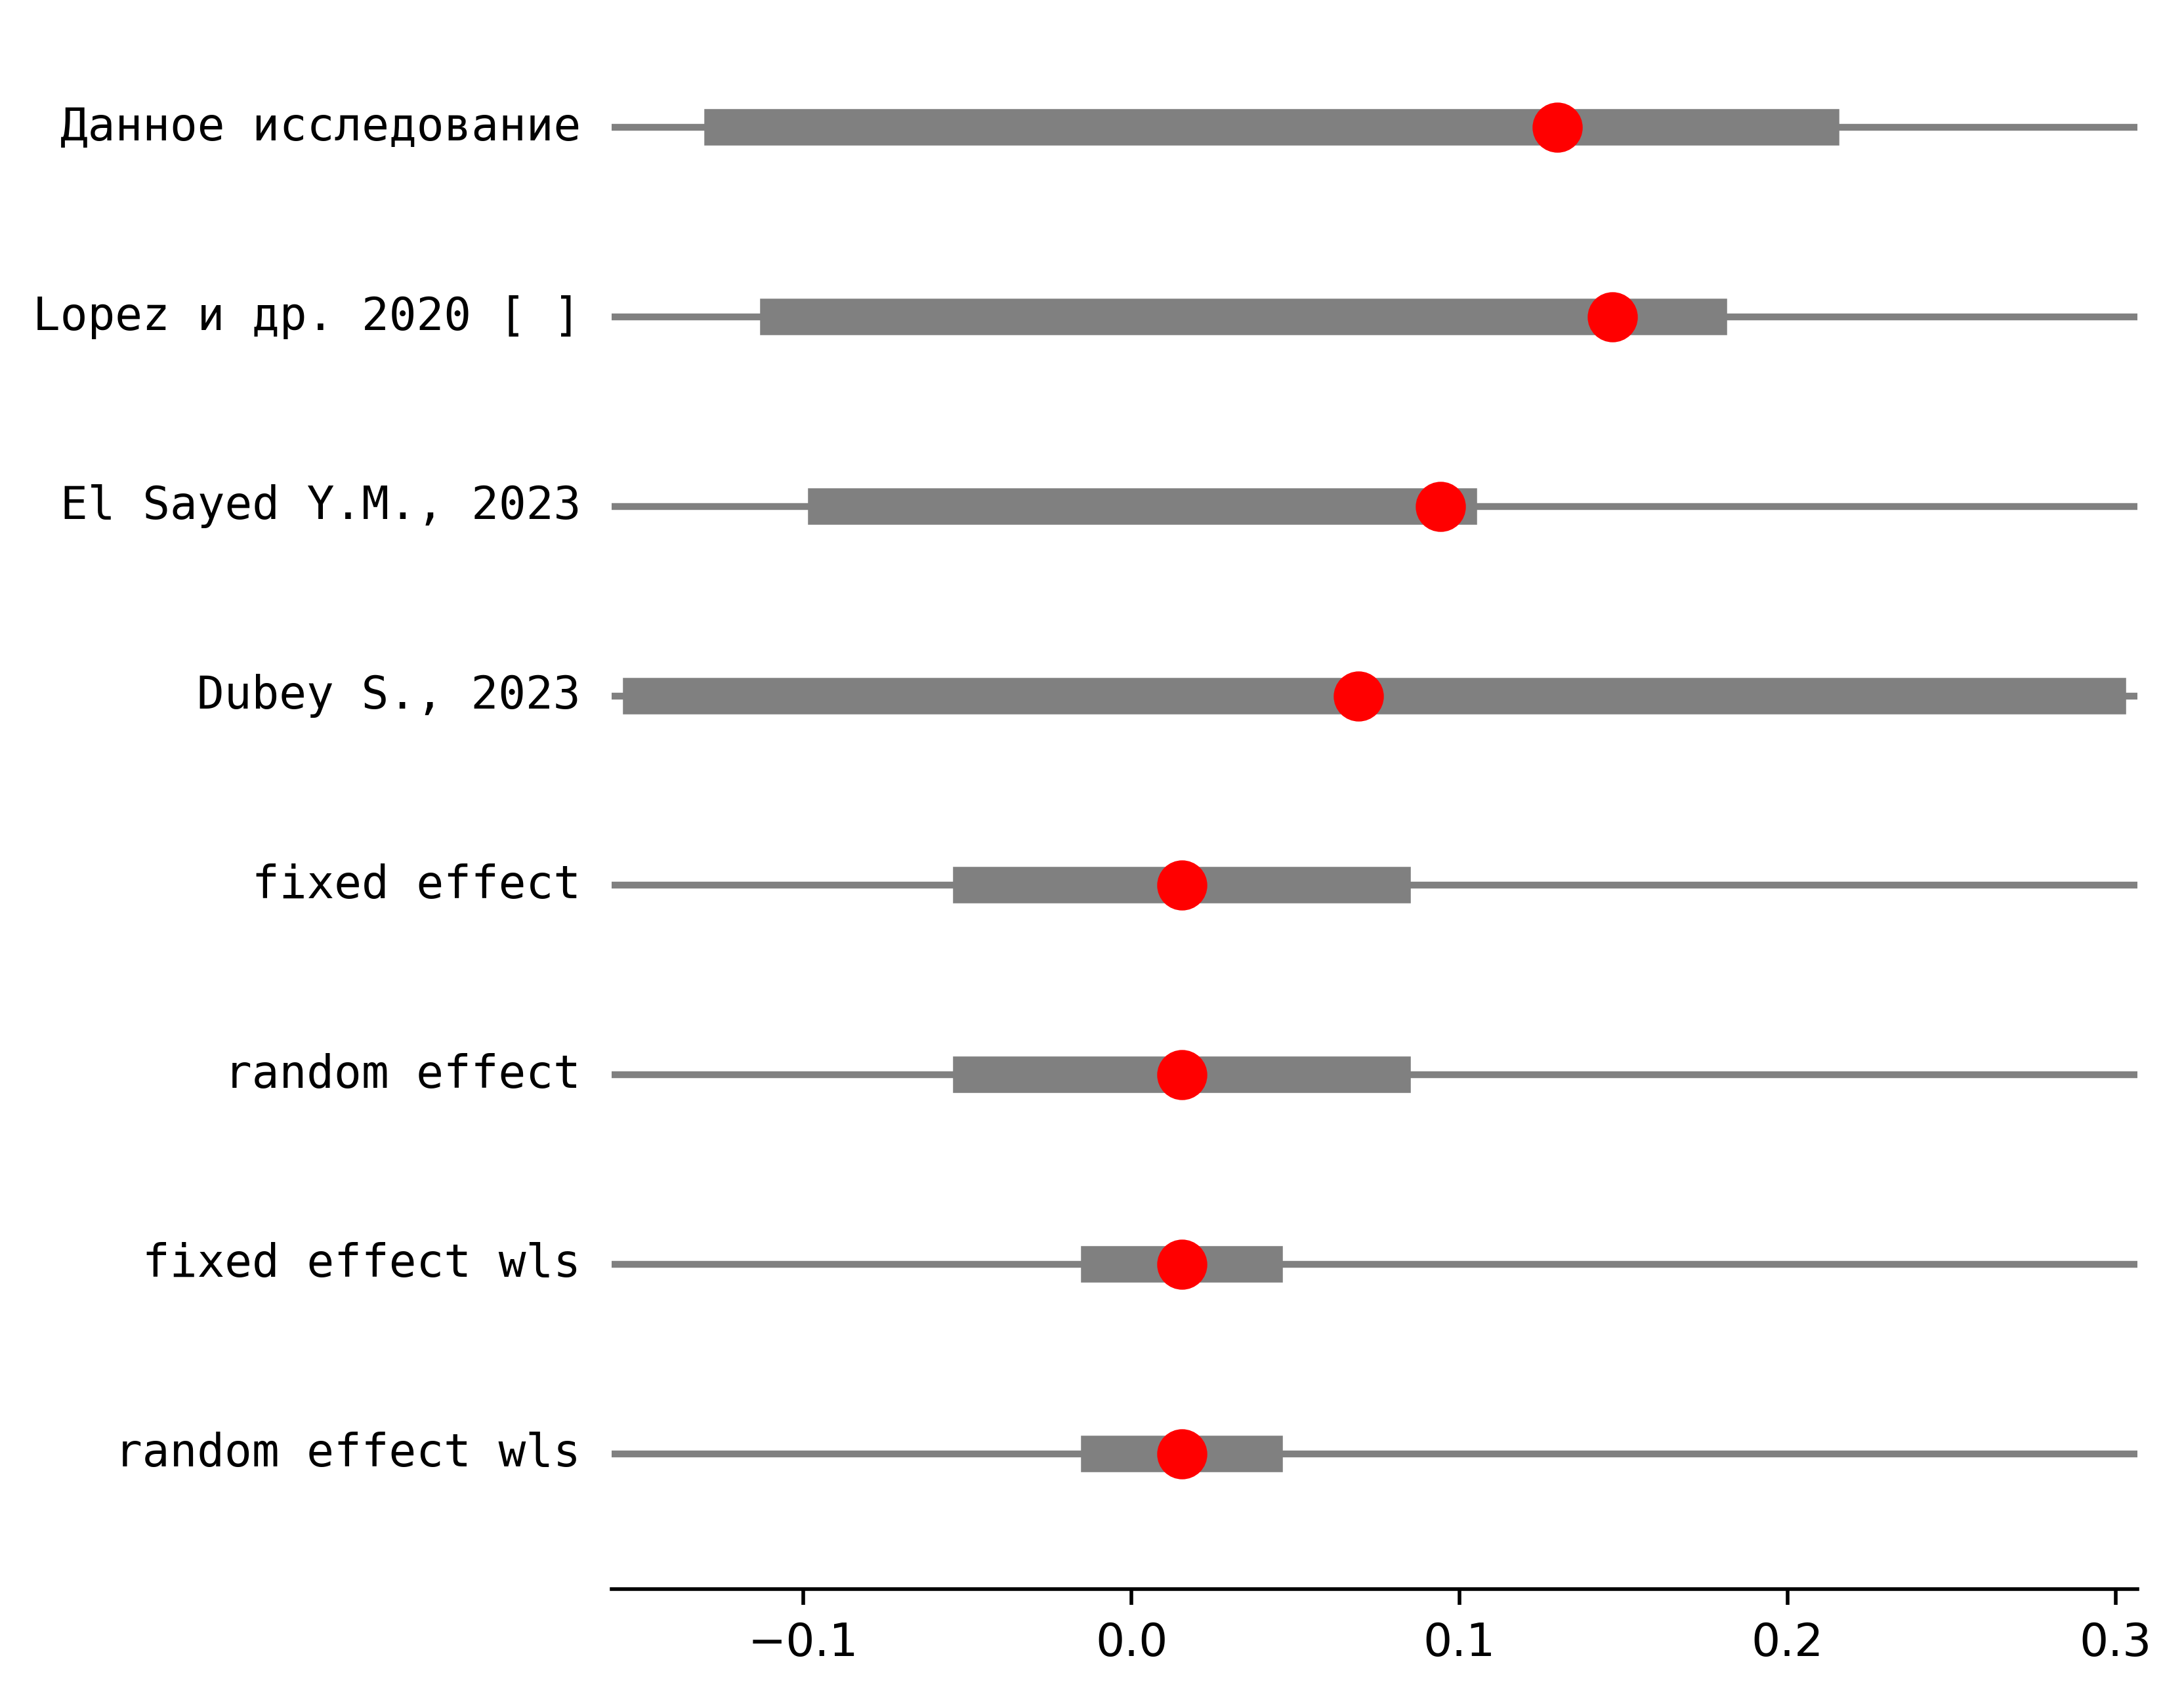 Данное исследование
Lopez и др. 2020 [ ]
El Sayed Y.M., 2023
Dubey S., 2023
fixed effect
random effect
fixed effect wls
random effect wls
−0.1 0.0 0.1 0.2 0.3